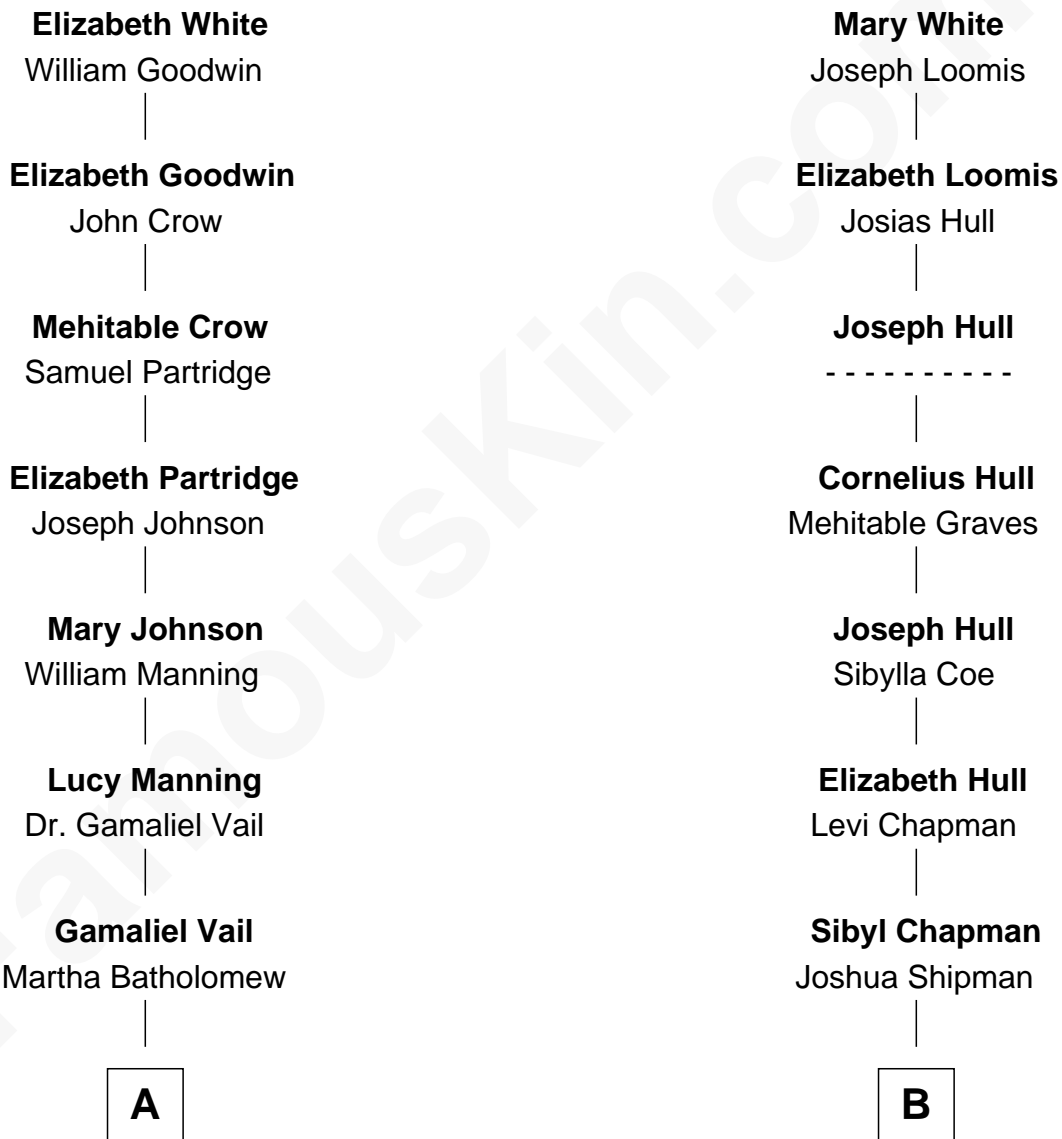 Elizabeth White
William Goodwin
Elizabeth Goodwin
John Crow
Mehitable Crow
Samuel Partridge
Elizabeth Partridge
Joseph Johnson
Mary Johnson
William Manning
Lucy Manning
Dr. Gamaliel Vail
Gamaliel Vail
Martha Batholomew
A
Mary White
Joseph Loomis
Elizabeth Loomis
Josias Hull
Joseph Hull
- - - - - - - - - -
Cornelius Hull
Mehitable Graves
Joseph Hull
Sibylla Coe
Elizabeth Hull
Levi Chapman
Sibyl Chapman
Joshua Shipman
B
FamousKin.com